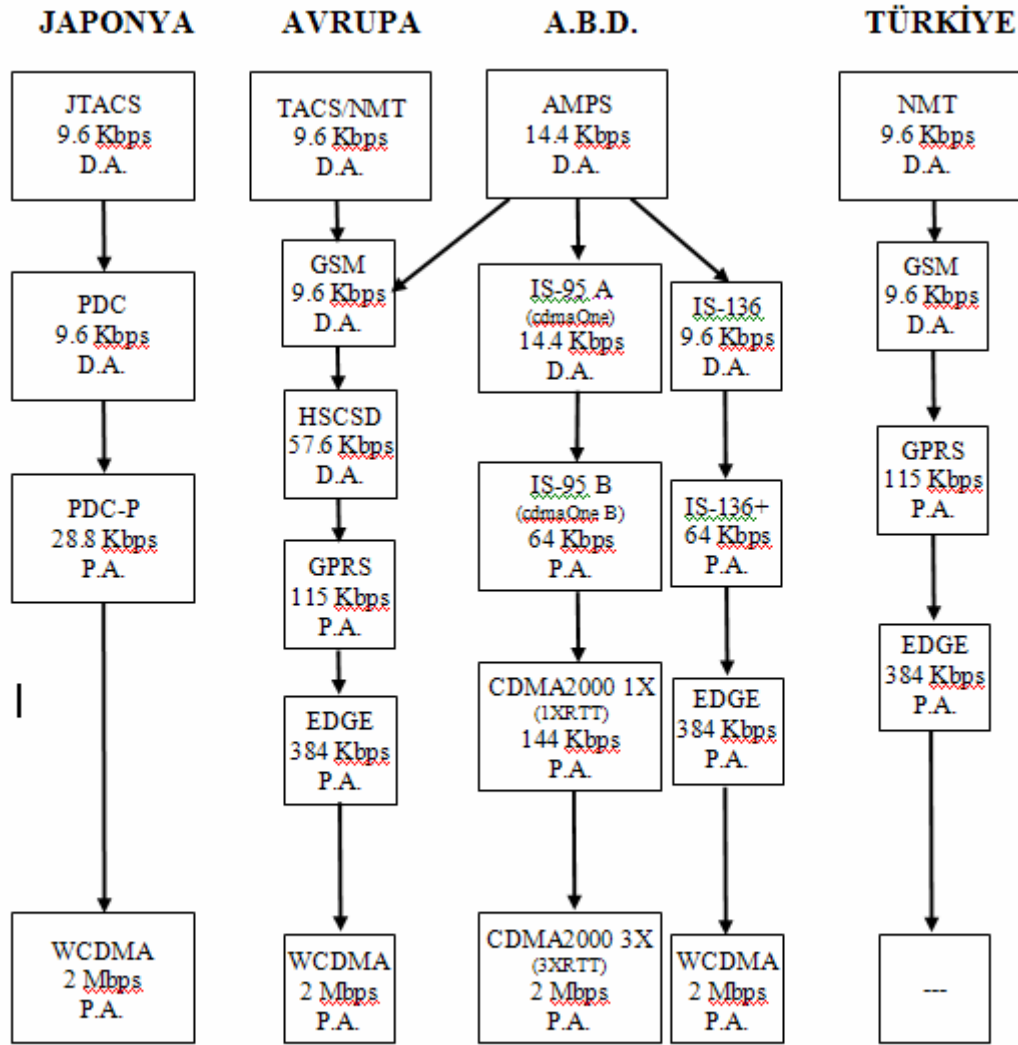 JAPONYA
AVRUPA
A.B.D.
TÜRKİYE
JTACS
9.6 Kbps
D.A.
PDC
9.6 Kbps
D.A.
PDC-P
28.8 Kbps
P.A.
WCDMA
2 Mbps
P.A.
TACS/NMT
9.6 Kbps
D.A.
GSM
9.6 Kbps
D.A.
HSCSD
57.6 Kbps
D.A.
GPRS
115 Kbps
P.A.
EDGE
384 Kbps
P.A.
WCDMA
2 Mbps
P.A.
AMPS
14.4 Kbps
D.A.
IS-95 A
(cdmaOne)
14.4 Kbps
D.A.
IS-95 B
(cdmaOne B)
64 Kbps
P.A.
CDMA2000 1X
(1XRTT)
144 Kbps
P.A.
CDMA2000 3X
(3XRTT)
2 Mbps
P.A.
IS-136
9.6 Kbps
D.A.
IS-136+
64 Kbps
P.A.
EDGE
384 Kbps
P.A.
WCDMA
2 Mbps
P.A.
NMT
9.6 Kbps
D.A.
GSM
9.6 Kbps
D.A.
GPRS
115 Kbps
P.A.
EDGE
384 Kbps
P.A.
---